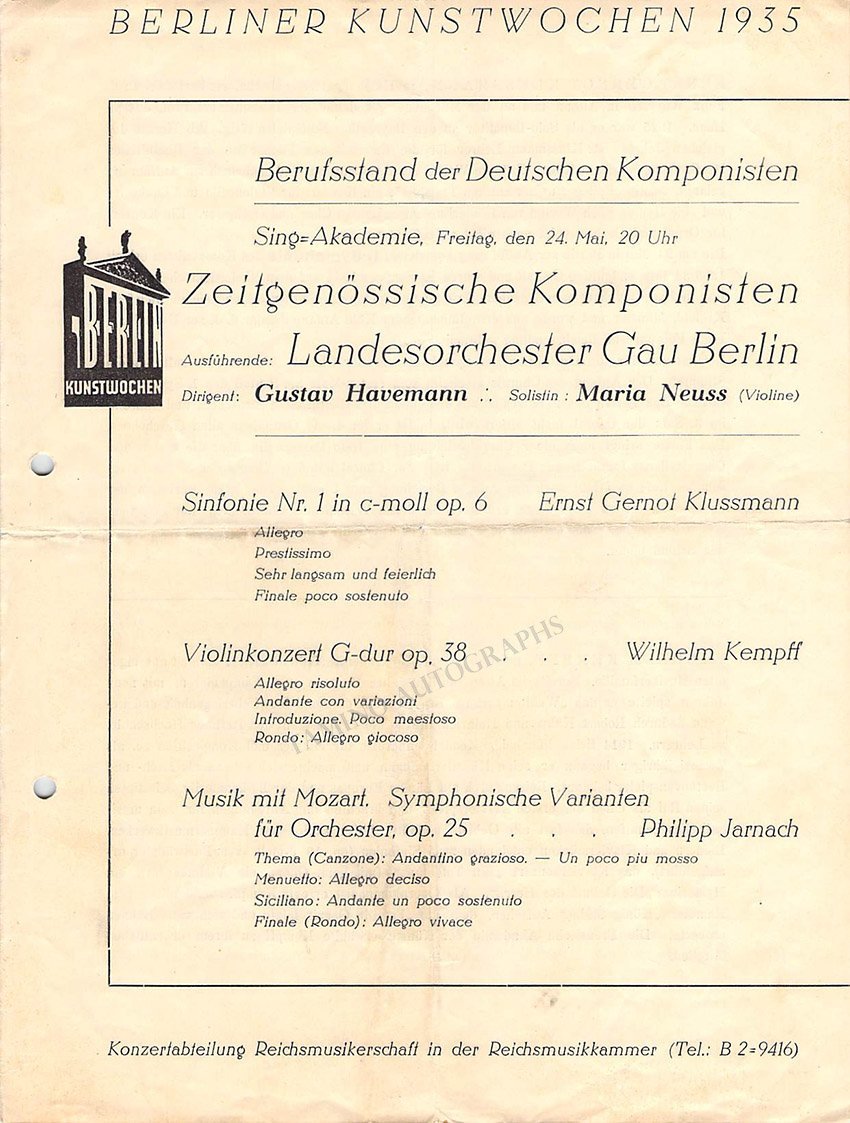 BERLINER KUNSTWOCHEN 1935
Berufsstand der Deutschen Komponisten
Sing=Akademie, Freitag, den 24. Mai, 20 Uhr
BERLIN
KUNSTWOCHEN
Zeitgenössische Komponisten
Ausführende: Landesorchester Gau Berlin
Dirigent: Gustav Havemann ∴ Solistin: Maria Neuss (Violine)
Sinfonie Nr. 1 in c-moll op. 6 Ernst Gernot Klussmann
Allegro
Prestissimo
Sehr langsam und feierlich
Finale poco sostenuto
Violinkonzert G-dur op. 38 . . . Wilhelm Kempff
Allegro risoluto
Andante con variazioni
Introduzione. Poco maestoso
Rondo: Allegro giocoso
TAMINO AUTOGRAPHS
Musik mit Mozart. Symphonische Varianten
für Orchester, op. 25 . . . Philipp Jarnach
Thema (Canzone): Andantino grazioso. — Un poco piu mosso
Menuetto: Allegro deciso
Siciliano: Andante un poco sostenuto
Finale (Rondo): Allegro vivace
Konzertabteilung Reichsmusikerschaft in der Reichsmusikkammer (Tel.: B 2=9416)